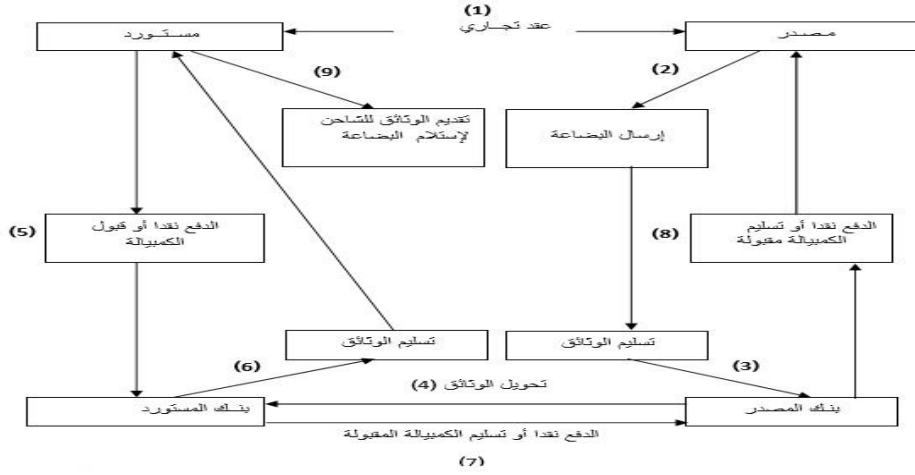 (1)
عقد تجاري
مصدر
مستورد
(2)
(9)
تقديم الوثائق للشاحن
لإستلام البضاعة
إرسال البضاعة
(5)
الدفع نقدا أو قبول
الكمبيالة
(8)
الدفع نقدا أو تسليم
الكمبيالة مقبولة
تسليم الوثائق
تسليم الوثائق
(6)
(3)
تحويل الوثائق (4)
بنك المستورد
بنك المصدر
الدفع نقدا أو تسليم الكمبيالة المقبولة
(7)